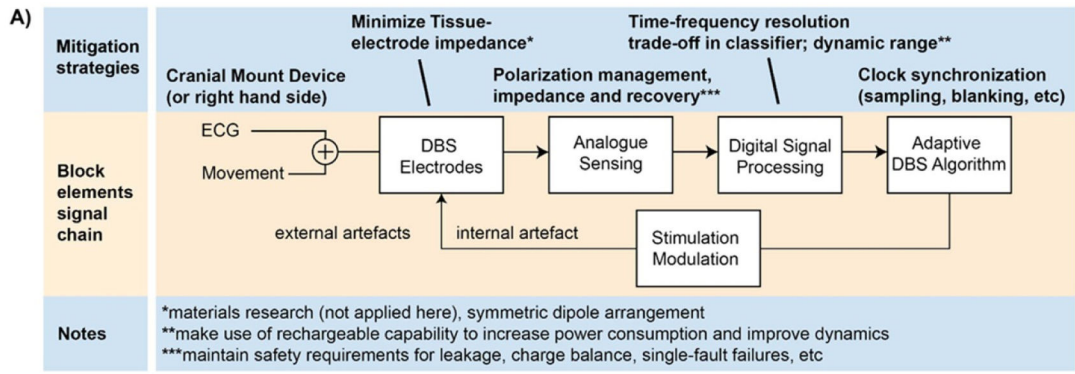 A)
Mitigation
strategies
Minimize Tissue-
electrode impedance*
Time-frequency resolution
trade-off in classifier; dynamic range**
Cranial Mount Device
(or right hand side)
Polarization management,
impedance and recovery***
Clock synchronization
(sampling, blanking, etc)
Block
elements
signal
chain
ECG
Movement
DBS
Electrodes
Analogue
Sensing
Digital Signal
Processing
Adaptive
DBS Algorithm
external artefacts
internal artefact
Stimulation
Modulation
Notes
*materials research (not applied here), symmetric dipole arrangement
**make use of rechargeable capability to increase power consumption and improve dynamics
***maintain safety requirements for leakage, charge balance, single-fault failures, etc